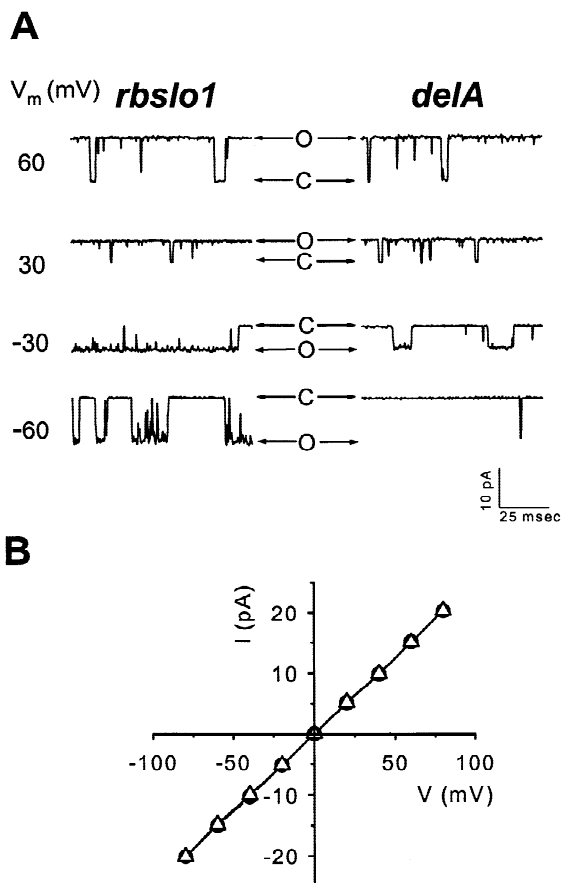 A
Vm (mV) rbslo1 delA
60 O C
30 O C
-30 C O
-60 C O
10 pA
25 msec
B
I (pA)
20
10
-100 -50 50 100
V (mV)
-10
-20